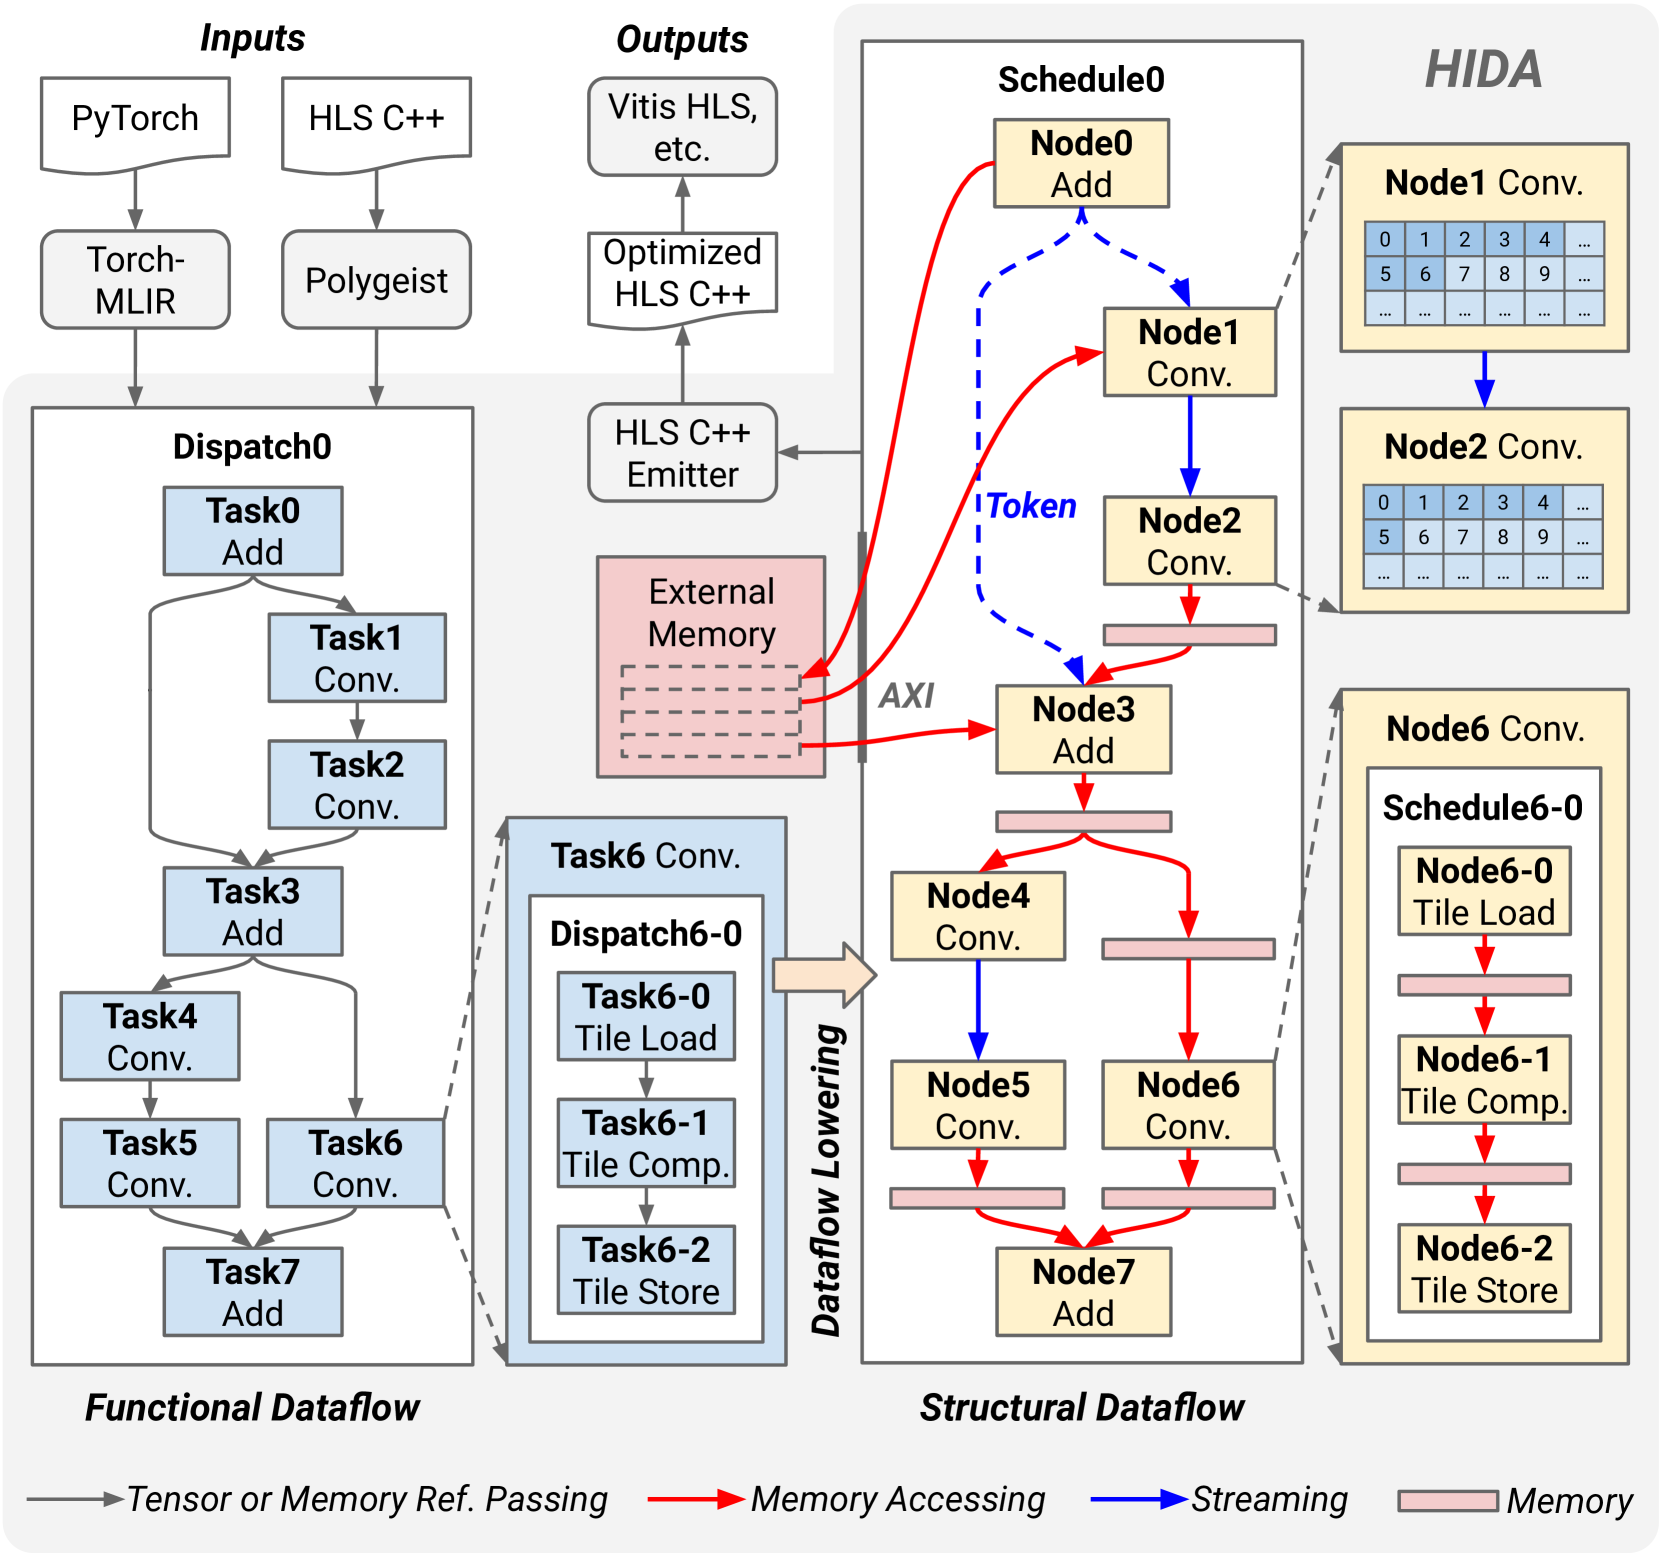 Inputs
Outputs
HIDA
PyTorch
HLS C++
Torch-
MLIR
Polygeist
Vitis HLS,
etc.
Optimized
HLS C++
HLS C++
Emitter
Dispatch0
Task0
Add
Task1
Conv.
Task2
Conv.
Task3
Add
Task4
Conv.
Task5
Conv.
Task6
Conv.
Task7
Add
Functional Dataflow
External
Memory
AXI
Task6 Conv.
Dispatch6-0
Task6-0
Tile Load
Task6-1
Tile Comp.
Task6-2
Tile Store
Dataflow Lowering
Schedule0
Node0
Add
Node1
Conv.
Token
Node2
Conv.
Node3
Add
Node4
Conv.
Node5
Conv.
Node6
Conv.
Node7
Add
Structural Dataflow
Node1 Conv.
0 1 2 3 4 ...
5 6 7 8 9 ...
... ... ... ... ... ...
Node2 Conv.
0 1 2 3 4 ...
5 6 7 8 9 ...
... ... ... ... ... ...
Node6 Conv.
Schedule6-0
Node6-0
Tile Load
Node6-1
Tile Comp.
Node6-2
Tile Store
Tensor or Memory Ref. Passing
Memory Accessing
Streaming
Memory